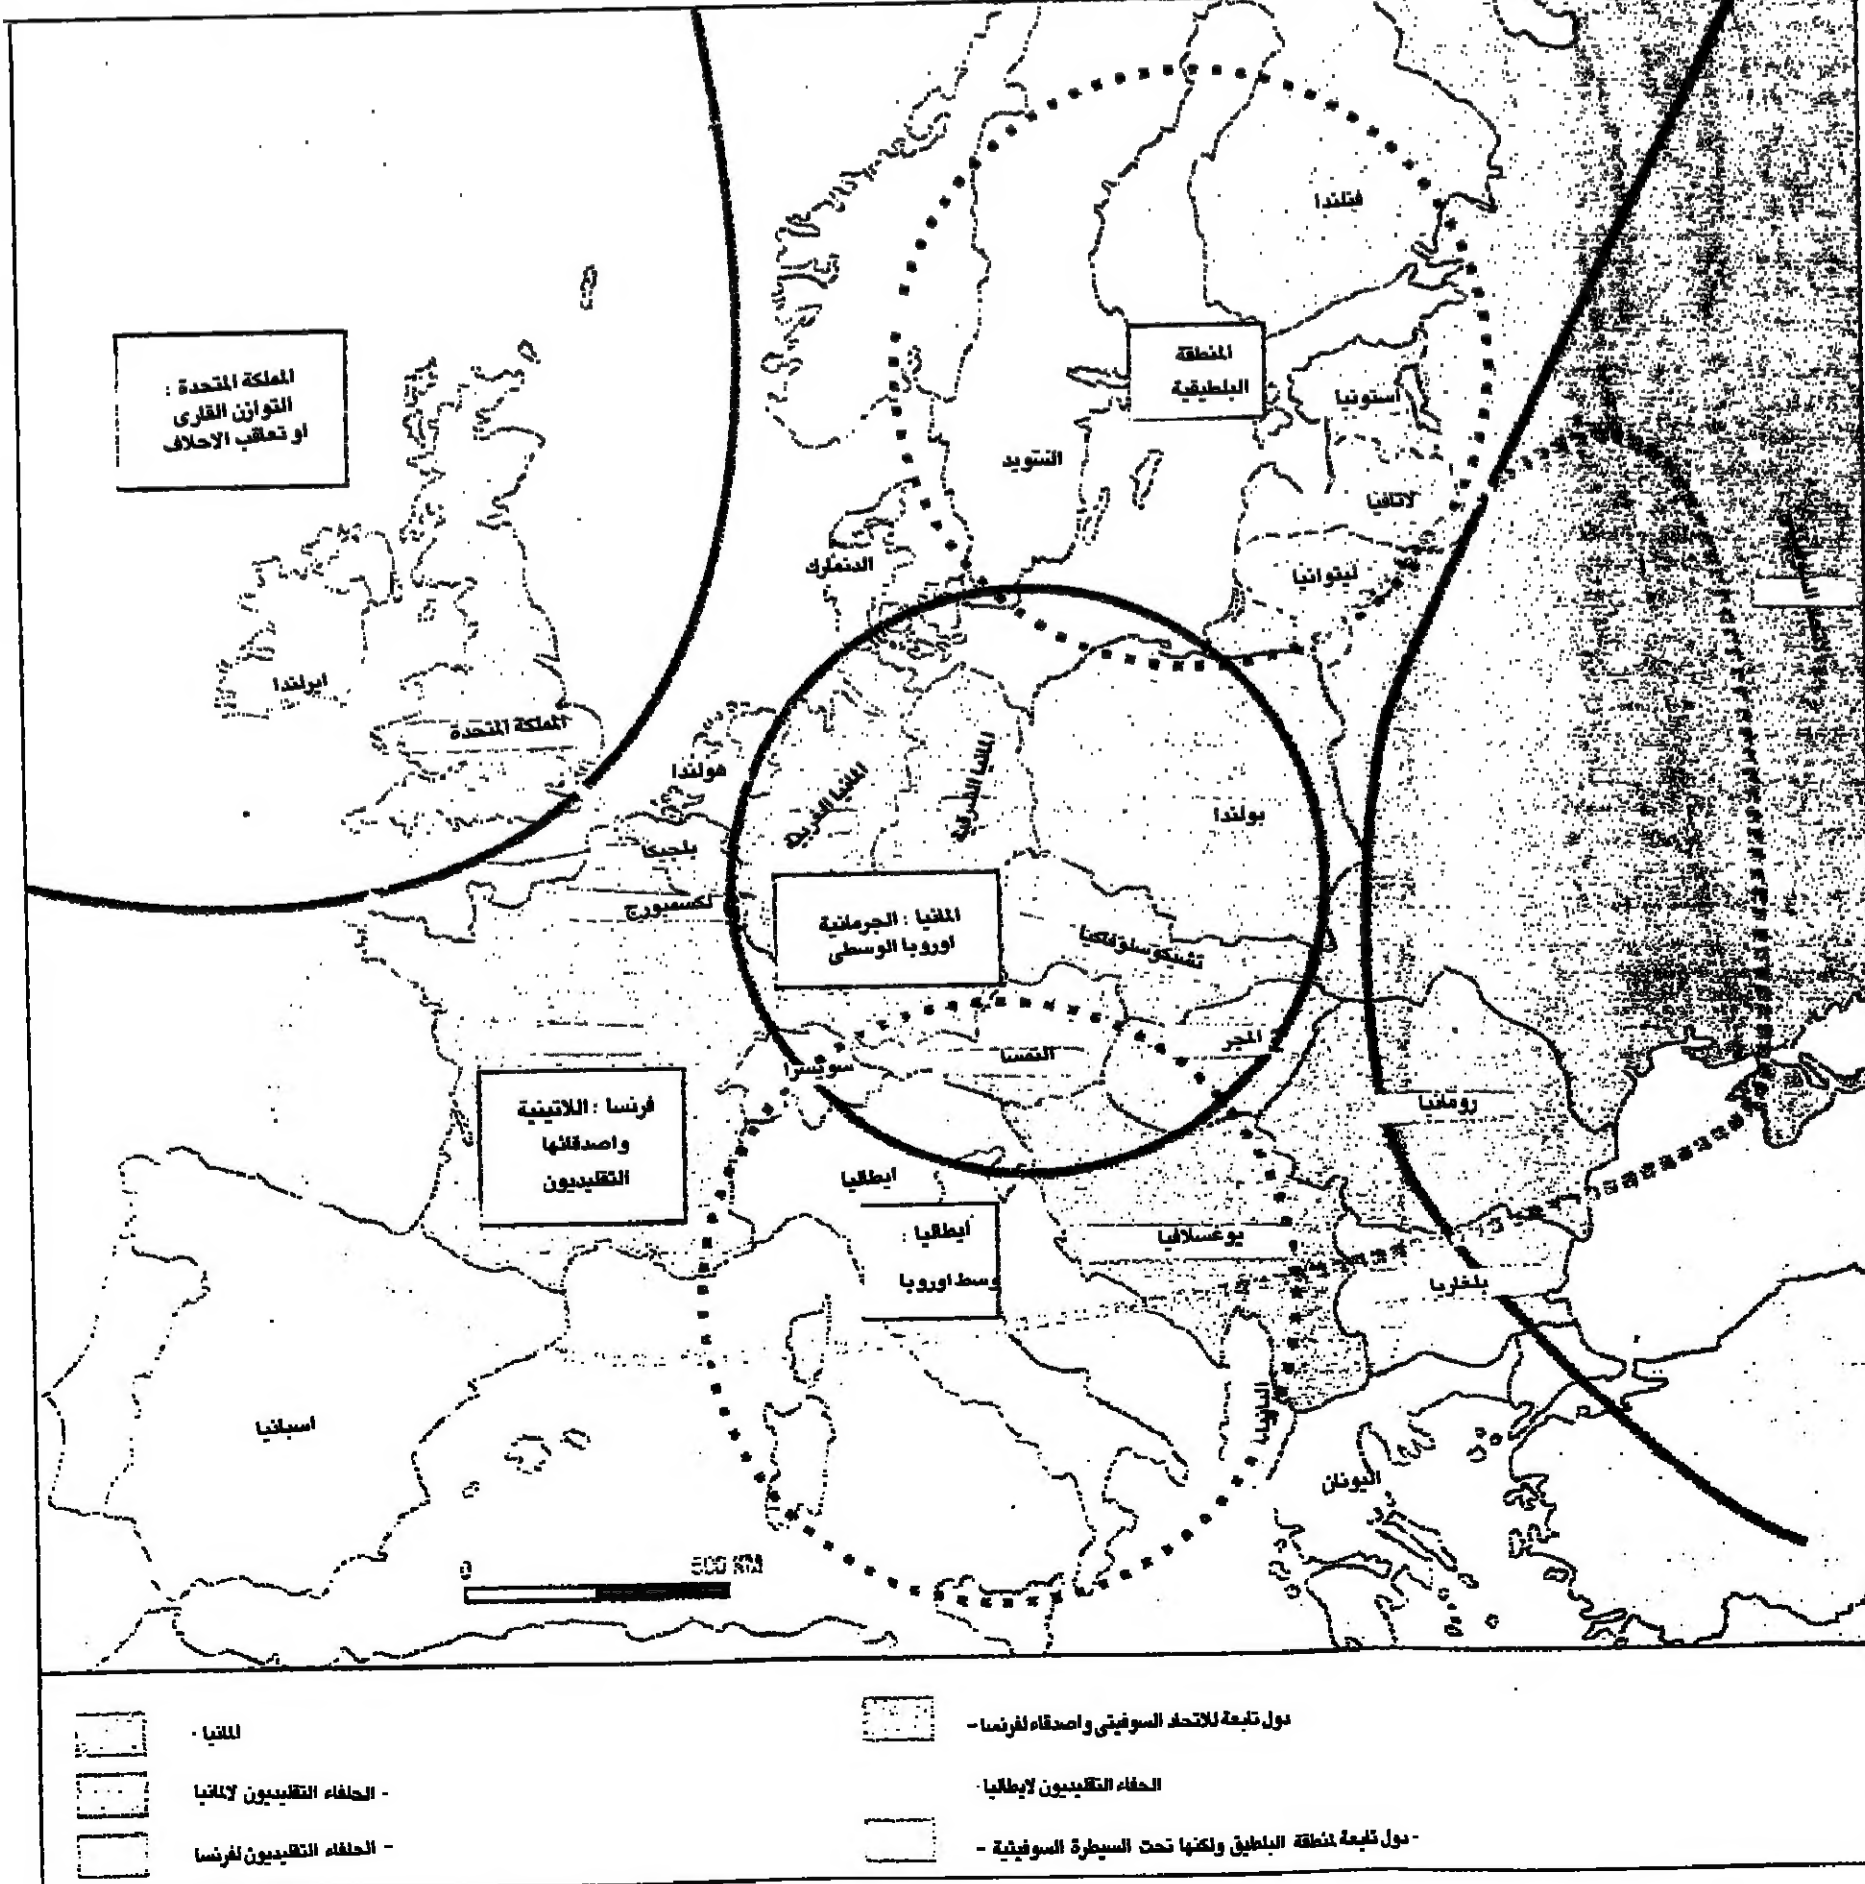 فتلندا
المملكة المتحدة :
التوازن القارى
او تعاقب الاحلاف
المنطقة
البلطيقية
استونيا
السويد
لاتافيا
الدنمارك
ليتوانيا
ايرلندا
المملكة المتحدة
هولندا
المانيا الغربية
المانيا الشرقية
بولندا
بلجيكا
لكسمبورج
المانيا : الجرمانية
اوروبا الوسطى
تشيكوسلوفاكيا
النمسا
المجر
سويسرا
رومانيا
فرنسا : اللاتينية
واصدقائها
التقليديون
ايطاليا
ايطاليا :
وسط اوروبا
يوغسلافيا
بلغاريا
البانيا
اسبانيا
اليونان
0
500 KM
المانيا -
- الحلفاء التقليديون لالمانيا
- الحلفاء التقليديون لفرنسا
دول تابعة للاتحاد السوفيتى واصدقاء لفرنسا -
الحفاء التقليديون لايطاليا -
- دول تابعة لمنطقة البلطيق ولكنها تحت السيطرة السوفيتية -